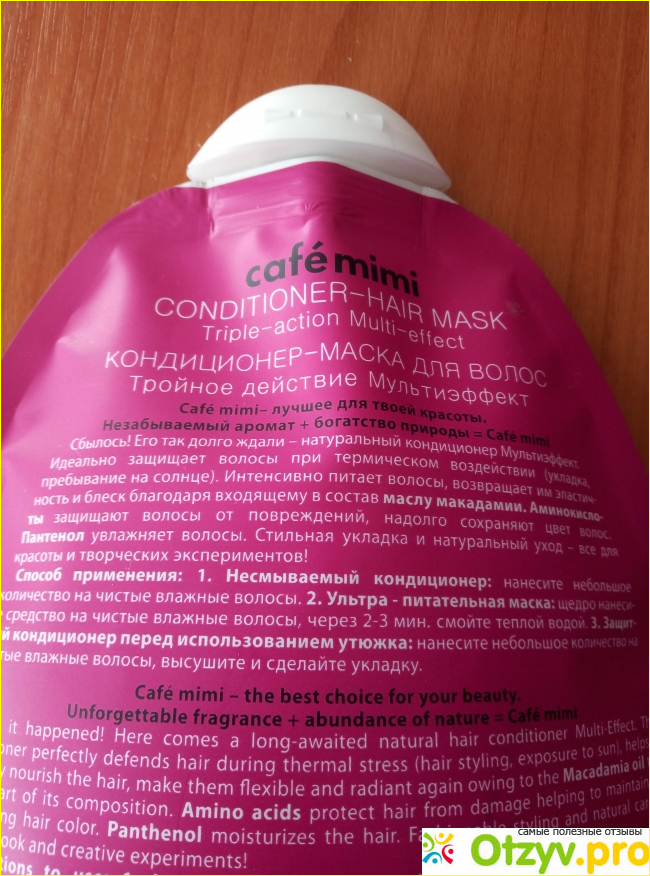 café mimi
CONDITIONER-HAIR MASK
Triple-action Multi-effect
КОНДИЦИОНЕР-МАСКА ДЛЯ ВОЛОС
Тройное действие Мультиэффект
Café mimi– лучшее для твоей красоты.
Незабываемый аромат + богатство природы = Café mimi
Сбылось! Его так долго ждали – натуральный кондиционер Мультиэффект.
Идеально защищает волосы при термическом воздействии (укладка,
пребывание на солнце). Интенсивно питает волосы, возвращает им эластич-
ность и блеск благодаря входящему в состав маслу макадамии. Аминокисло-
ты защищают волосы от повреждений, надолго сохраняют цвет волос.
Пантенол увлажняет волосы. Стильная укладка и натуральный уход – все для
красоты и творческих экспериментов!
Способ применения: 1. Несмываемый кондиционер: нанесите небольшое
количество на чистые влажные волосы. 2. Ультра - питательная маска: щедро нанеси-
средство на чистые влажные волосы, через 2-3 мин. смойте теплой водой. 3. Защит-
й кондиционер перед использованием утюжка: нанесите небольшое количество на
тые влажные волосы, высушите и сделайте укладку.
Café mimi – the best choice for your beauty.
Unforgettable fragrance + abundance of nature = Café mimi
it happened! Here comes a long-awaited natural hair conditioner Multi-Effect. Th
oner perfectly defends hair during thermal stress (hair styling, exposure to sun), helps
y nourish the hair, make them flexible and radiant again owing to the Macadamia oil
art of its composition. Amino acids protect hair from damage helping to maintain
ng hair color. Panthenol moisturizes the hair. styling and natural car
ook and creative experiments!
самые полезные отзывы
Otzyv.pro